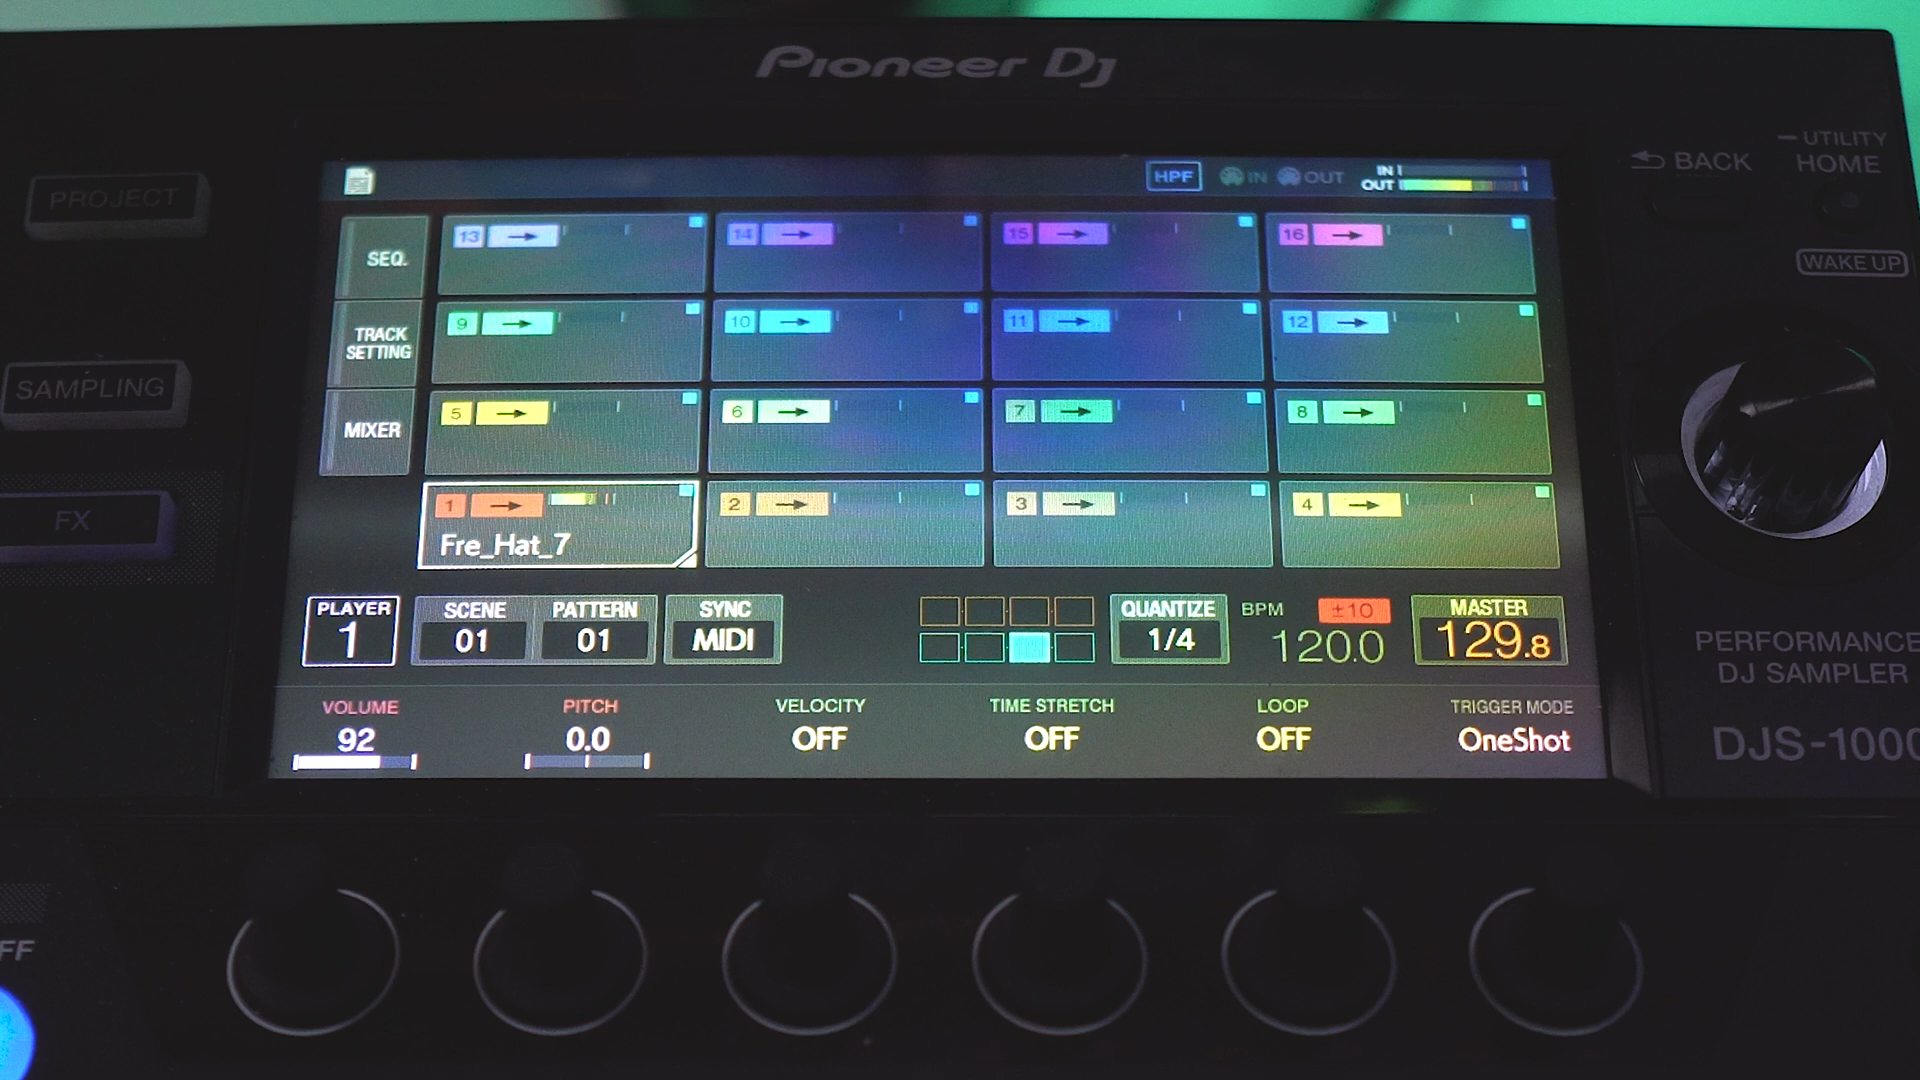 Pioneer DJ
UTILITY
BACK
HOME
WAKE UP
PROJECT
SAMPLING
FX
HPF
IN
OUT
IN
OUT
SEQ.
TRACK
SETTING
MIXER
13
14
15
16
9
10
11
12
5
6
7
8
1
2
3
4
Fre_Hat_7
PLAYER
1
SCENE
01
PATTERN
01
SYNC
MIDI
QUANTIZE
1/4
BPM
±10
120.0
MASTER
129.8
VOLUME
92
PITCH
0.0
VELOCITY
OFF
TIME STRETCH
OFF
LOOP
OFF
TRIGGER MODE
OneShot
PERFORMANCE
DJ SAMPLER
DJS-1000
FF